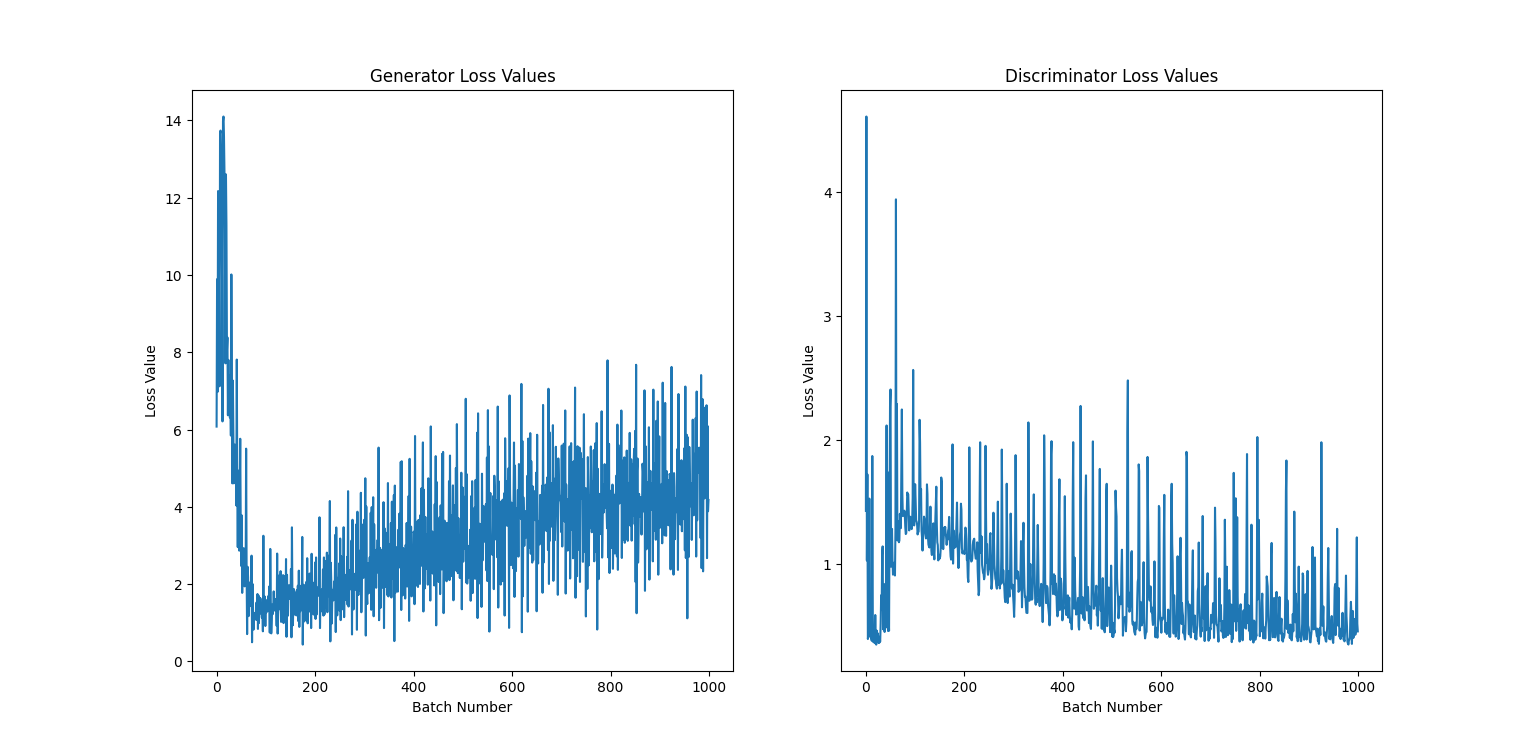 Generator Loss Values
Discriminator Loss Values
14
12
10
8
6
4
2
0
Loss Value
0 200 400 600 800 1000
Batch Number
4
3
2
1
Loss Value
0 200 400 600 800 1000
Batch Number